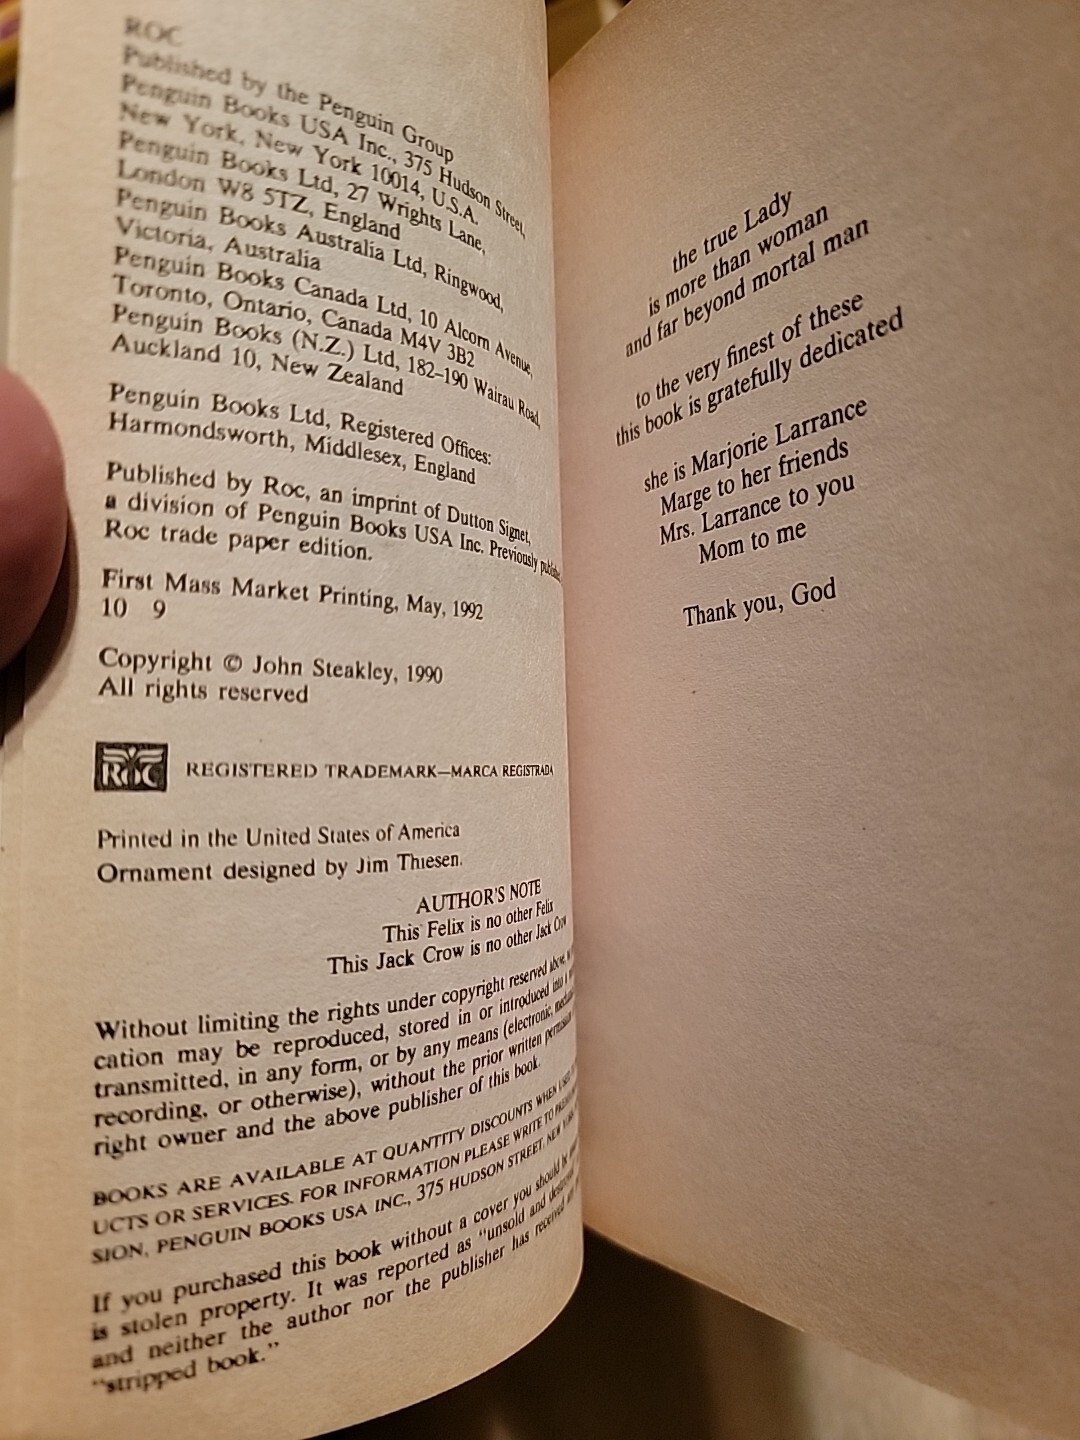 ROC
Published by the Penguin Group
Penguin Books USA Inc., 375 Hudson Street,
New York, New York 10014, U.S.A.
Penguin Books Ltd, 27 Wrights Lane,
London W8 5TZ, England
Penguin Books Australia Ltd, Ringwood,
Victoria, Australia
Penguin Books Canada Ltd, 10 Alcorn Avenue,
Toronto, Ontario, Canada M4V 3B2
Penguin Books (N.Z.) Ltd, 182–190 Wairau Road,
Auckland 10, New Zealand
Penguin Books Ltd, Registered Offices:
Harmondsworth, Middlesex, England
Published by Roc, an imprint of Dutton Signet,
a division of Penguin Books USA Inc. Previously
Roc trade paper edition.
First Mass Market Printing, May, 1992
10 9
Copyright © John Steakley, 1990
All rights reserved
ROC REGISTERED TRADEMARK—MARCA REGISTRADA
Printed in the United States of America
Ornament designed by Jim Thiesen.
AUTHOR'S NOTE
This Felix is no other Felix
This Jack Crow is no other Jack Crow
Without limiting the rights under copyright reserved above,
cation may be reproduced, stored in or introduced into a
transmitted, in any form, or by any means (electronic,
recording, or otherwise), without the prior written permission
right owner and the above publisher of this book.
BOOKS ARE AVAILABLE AT QUANTITY DISCOUNTS WHEN USED
UCTS OR SERVICES. FOR INFORMATION PLEASE WRITE TO
SION, PENGUIN BOOKS USA INC., 375 HUDSON STREET, NEW
If you purchased this book without a cover you should be
is stolen property. It was reported as "unsold and
and neither the author nor the publisher has received
"stripped book."
the true Lady
is more than woman
and far beyond mortal man
to the very finest of these
this book is gratefully dedicated
she is Marjorie Larrance
Marge to her friends
Mrs. Larrance to you
Mom to me
Thank you, God